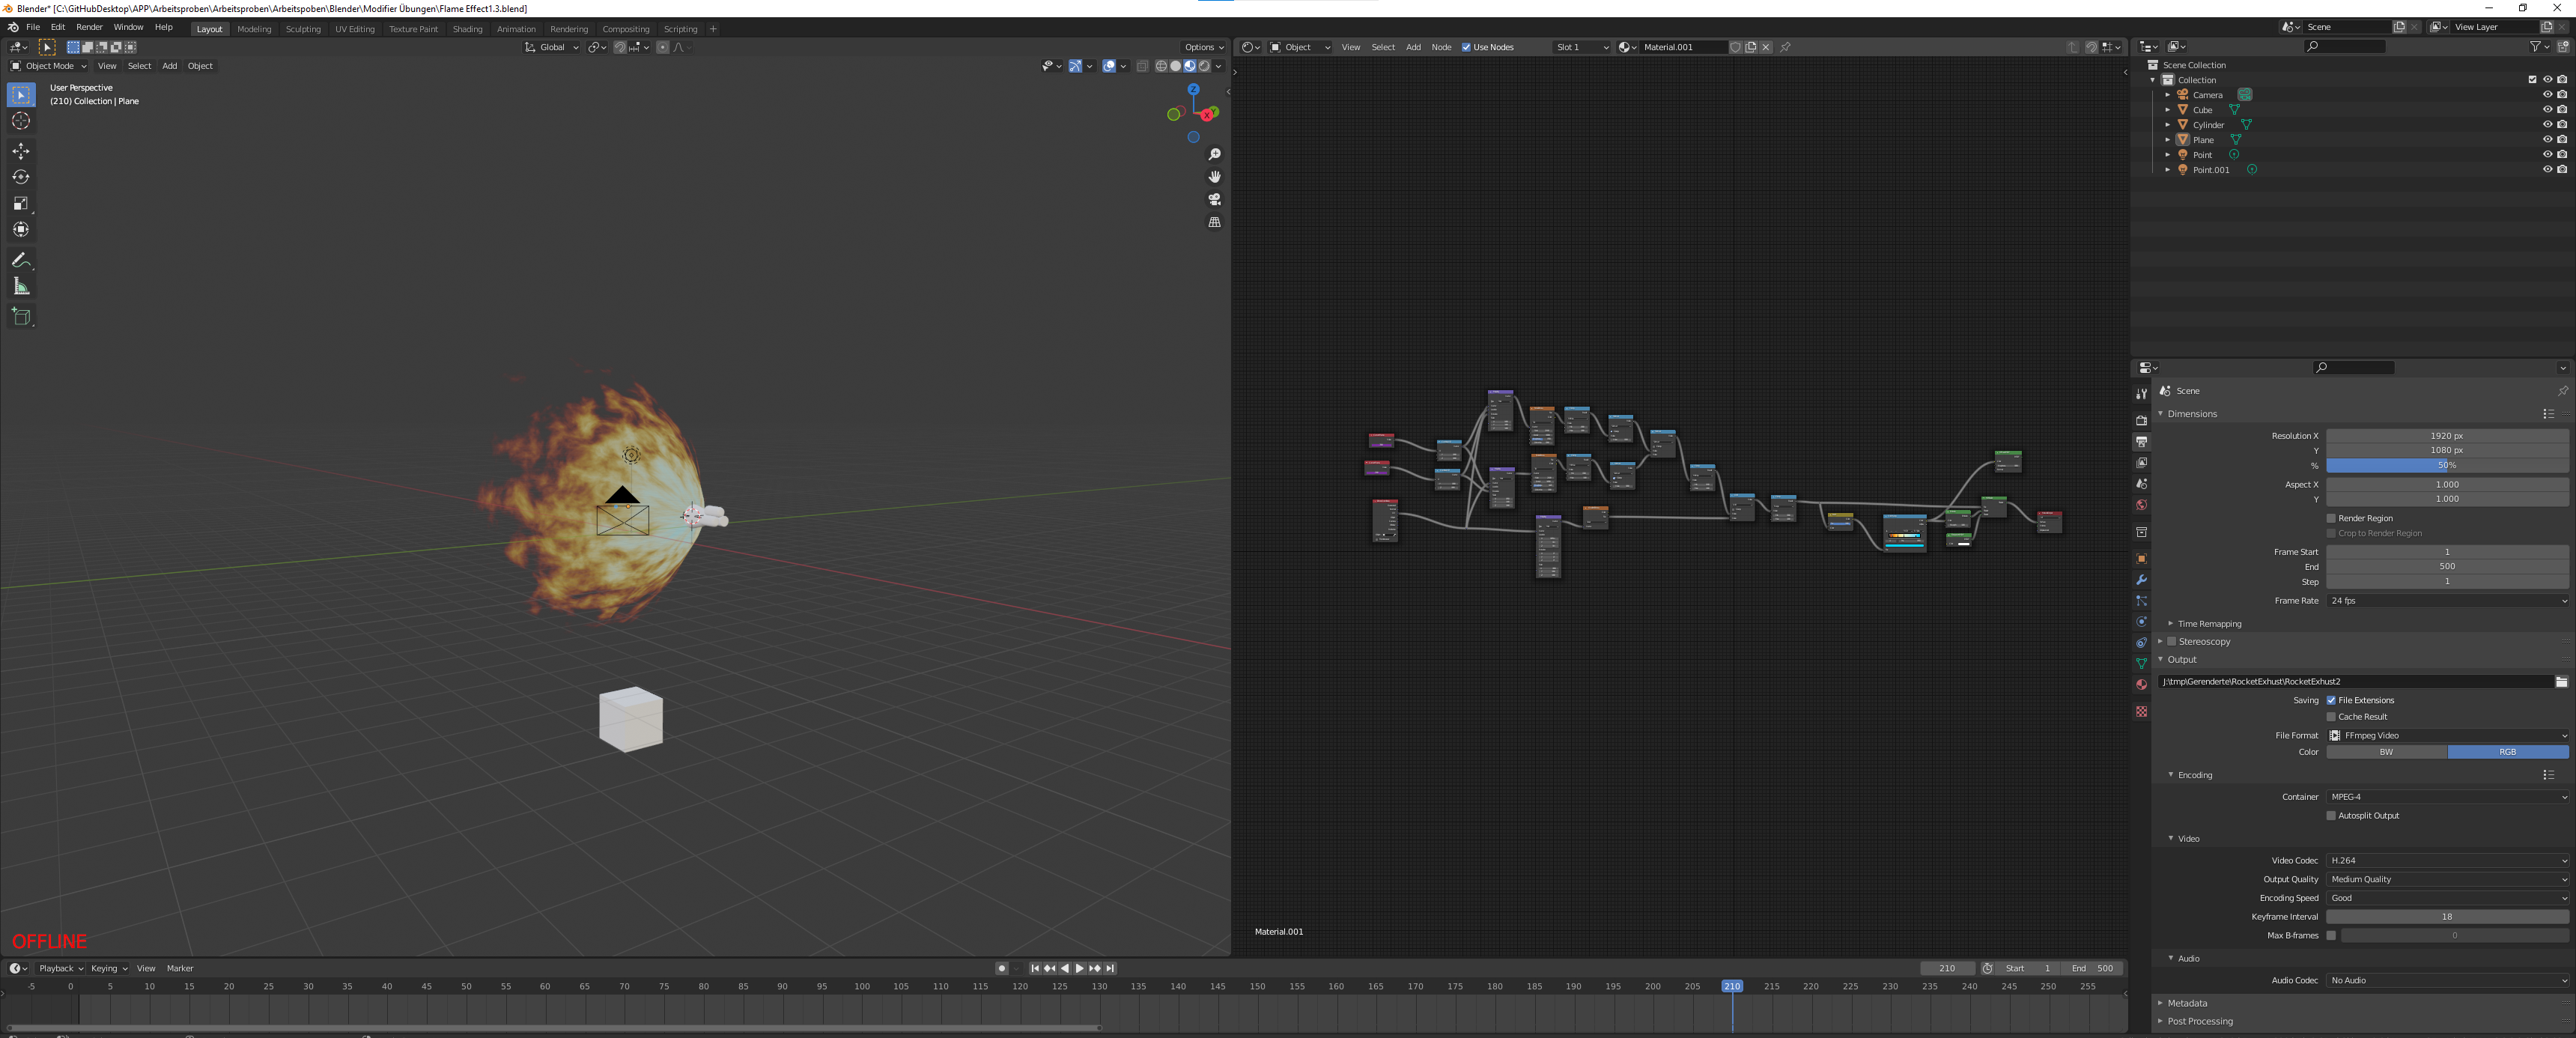 Blender* [C:\GitHubDesktop\APP\Arbeitsproben\Arbeitsproben\Arbeitspoben\Blender\Modifier Übungen\Flame Effect1.3.blend]
File Edit Render Window Help Layout Modeling Sculpting UV Editing Texture Paint Shading Animation Rendering Compositing Scripting + Scene View Layer
Global Options Object View Select Add Node Use Nodes Slot 1 Material.001
Object Mode View Select Add Object
User Perspective
(210) Collection | Plane
Z
Y
X
OFFLINE
Material.001
Scene Collection
Collection
Camera
Cube
Cylinder
Plane
Point
Point.001
Scene
Dimensions
Resolution X 1920 px
Y 1080 px
% 50%
Aspect X 1.000
Y 1.000
Render Region
Crop to Render Region
Frame Start 1
End 500
Step 1
Frame Rate 24 fps
Time Remapping
Stereoscopy
Output
J:\tmp\Gerenderte\RocketExhust\RocketExhust2
Saving File Extensions
Cache Result
File Format FFmpeg Video
Color BW RGB
Encoding
Container MPEG-4
Autosplit Output
Video
Video Codec H.264
Output Quality Medium Quality
Encoding Speed Good
Keyframe Interval 18
Max B-frames 0
Audio
Audio Codec No Audio
Metadata
Post Processing
Playback Keying View Marker 210 Start 1 End 500
-5 0 5 10 15 20 25 30 35 40 45 50 55 60 65 70 75 80 85 90 95 100 105 110 115 120 125 130 135 140 145 150 155 160 165 170 175 180 185 190 195 200 205 210 215 220 225 230 235 240 245 250 255